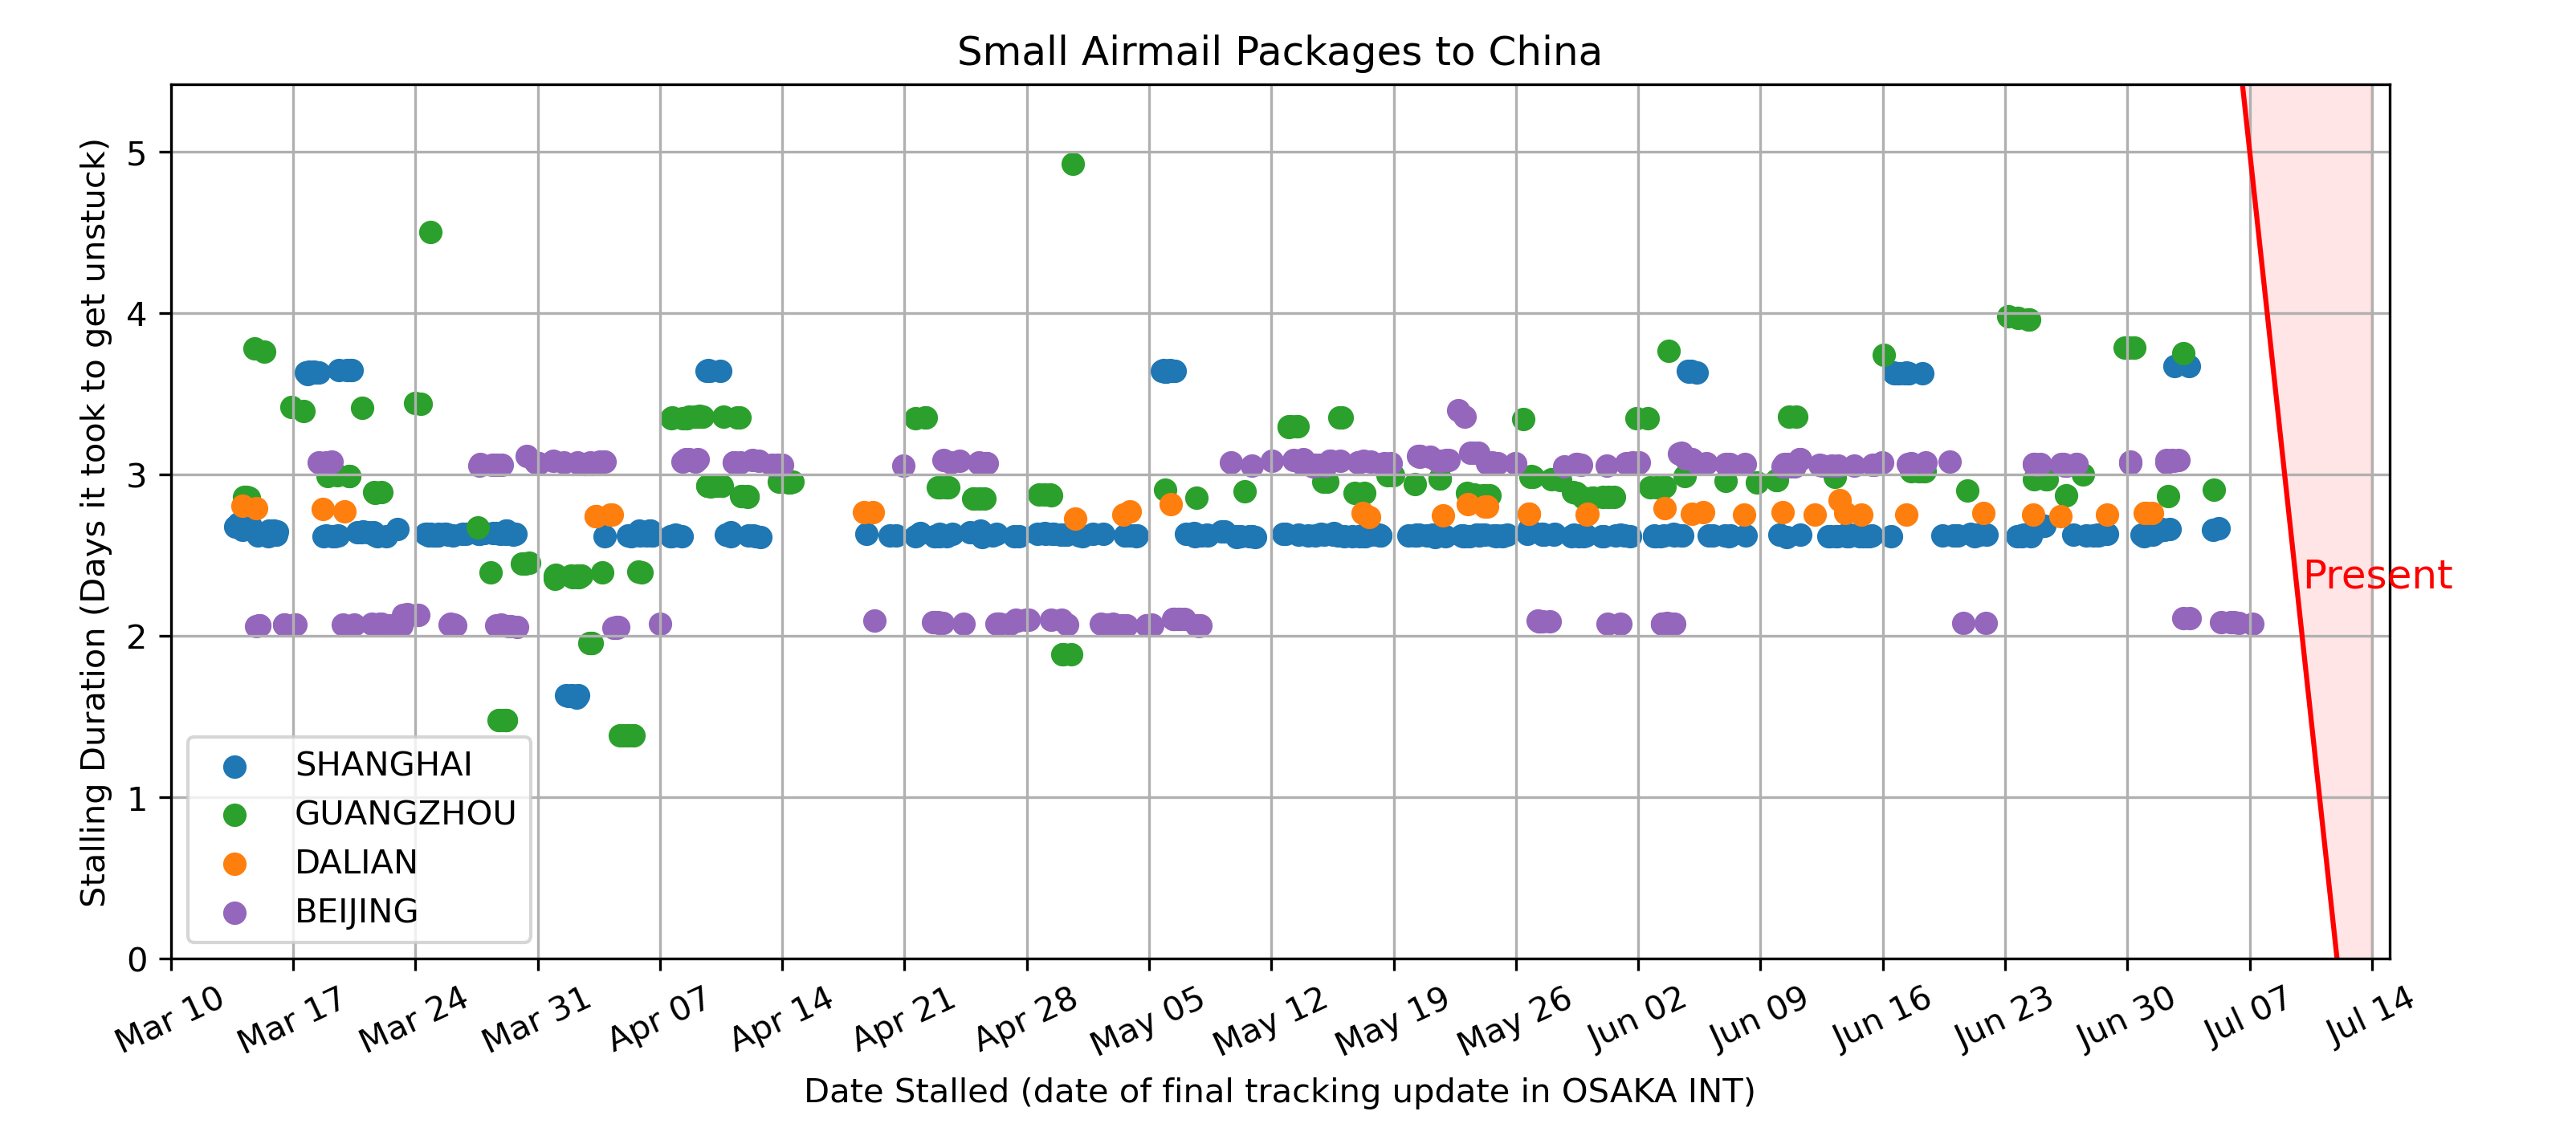 Small Airmail Packages to China
Stalling Duration (Days it took to get unstuck)
5
4
3
2
1
0
Present
SHANGHAI
GUANGZHOU
DALIAN
BEIJING
Mar 10
Mar 17
Mar 24
Mar 31
Apr 07
Apr 14
Apr 21
Apr 28
May 05
May 12
May 19
May 26
Jun 02
Jun 09
Jun 16
Jun 23
Jun 30
Jul 07
Jul 14
Date Stalled (date of final tracking update in OSAKA INT)